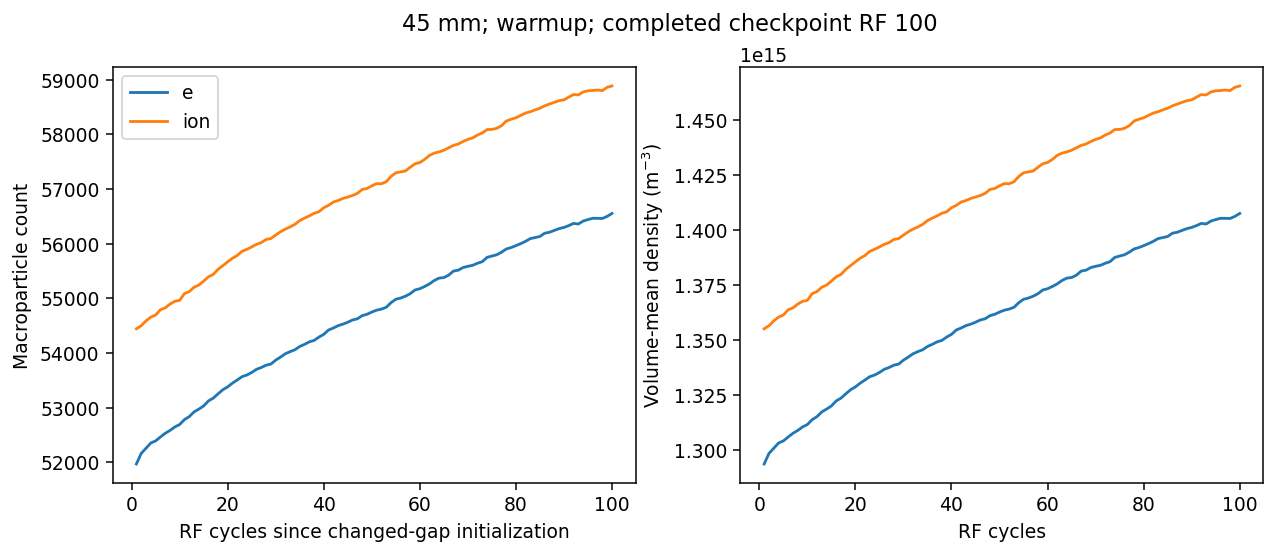 45 mm; warmup; completed checkpoint RF 100
59000
58000
57000
56000
55000
54000
53000
52000
Macroparticle count
e
ion
0 20 40 60 80 100
RF cycles since changed-gap initialization
1e15
1.450
1.425
1.400
1.375
1.350
1.325
1.300
Volume-mean density (m⁻³)
0 20 40 60 80 100
RF cycles